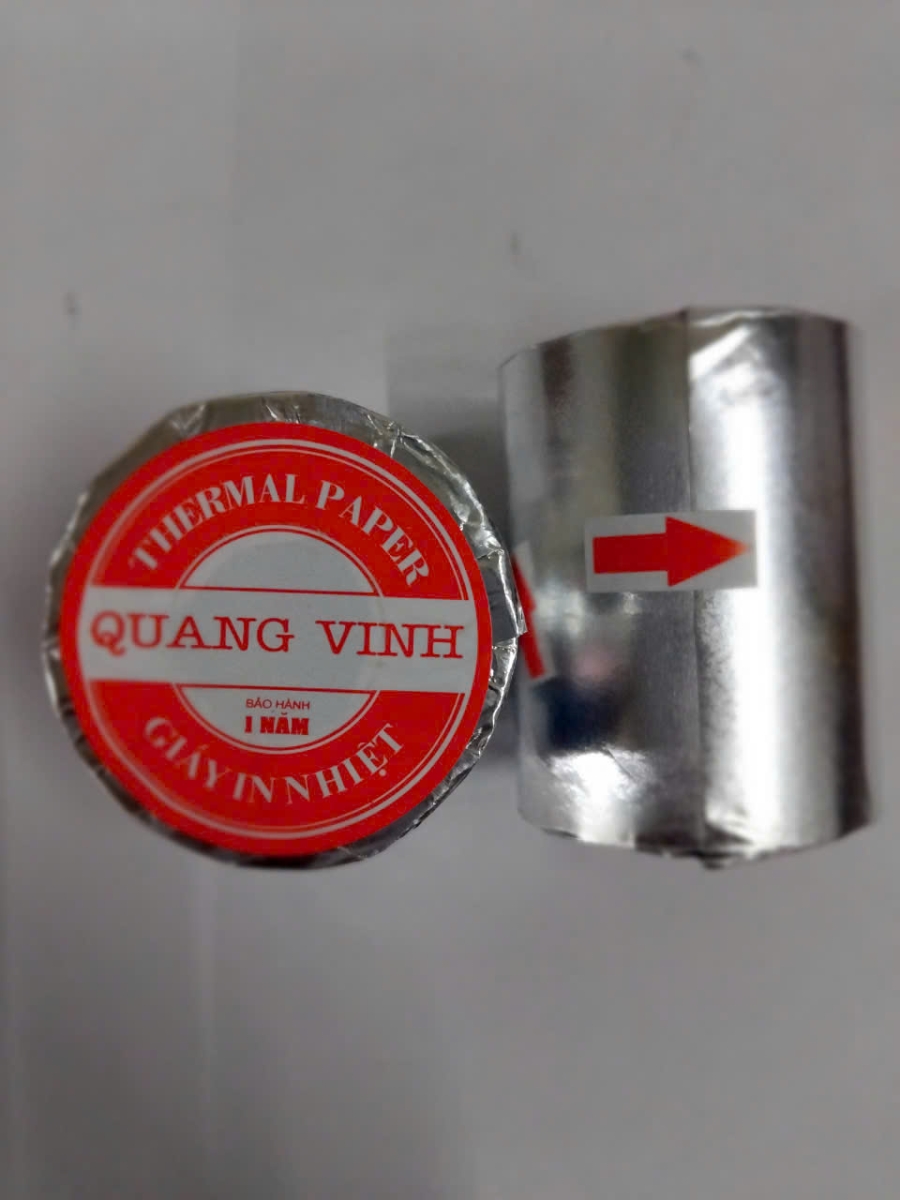 THERMAL PAPER
QUANG VINH
BẢO HÀNH
1 NĂM
GIẤY IN NHIỆT